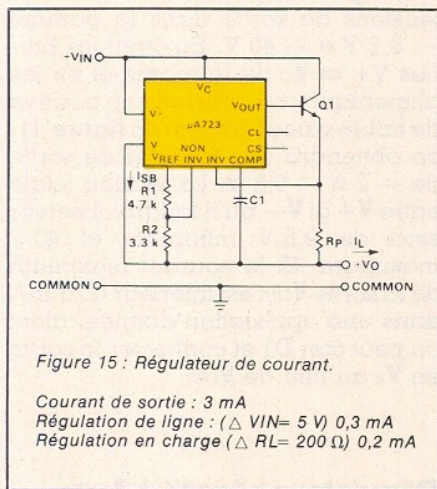 +VIN
VC
V+
VOUT
Q1
μA723
CL
V-
CS
NON
VREF INV INV COMP
ISB
R1
4.7 k
C1
R2
3.3 k
RP
IL
+VO
COMMON
COMMON
Figure 15 : Régulateur de courant.
Courant de sortie : 3 mA
Régulation de ligne : (△ VIN= 5 V) 0,3 mA
Régulation en charge (△ RL= 200 Ω) 0,2 mA